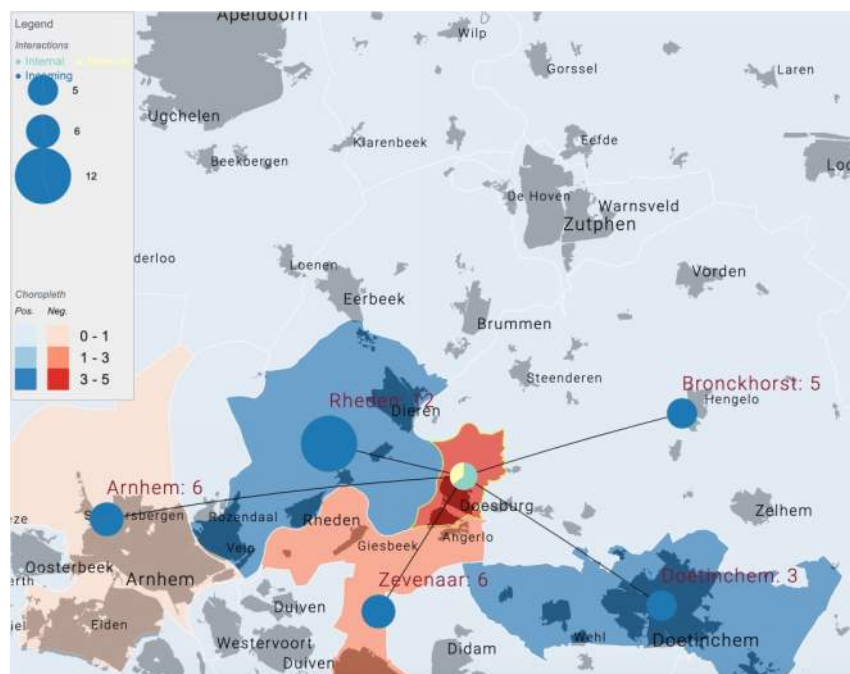 Legend
Interactions
Internal
Incoming
5
6
12
Choropleth
Pos. Neg.
0 - 1
1 - 3
3 - 5
Apeldoorn
Wilp
Gorssel
Laren
Ugchelen
Klarenbeek
Eefde
Beekbergen
De Hoven
Warnsveld
Zutphen
derloo
Loenen
Vorden
Eerbeek
Brummen
Steenderen
Bronckhorst: 5
Hengelo
Rheden: 12
Dieren
Arnhem: 6
Rozendaal
Rheden
Doesburg
Zelhem
Velp
Giesbeek
Angerlo
Oosterbeek
Arnhem
Zevenaar: 6
Doetinchem: 3
Duiven
Elden
Westervoort
Wehl
Doetinchem
Didam
Duiven